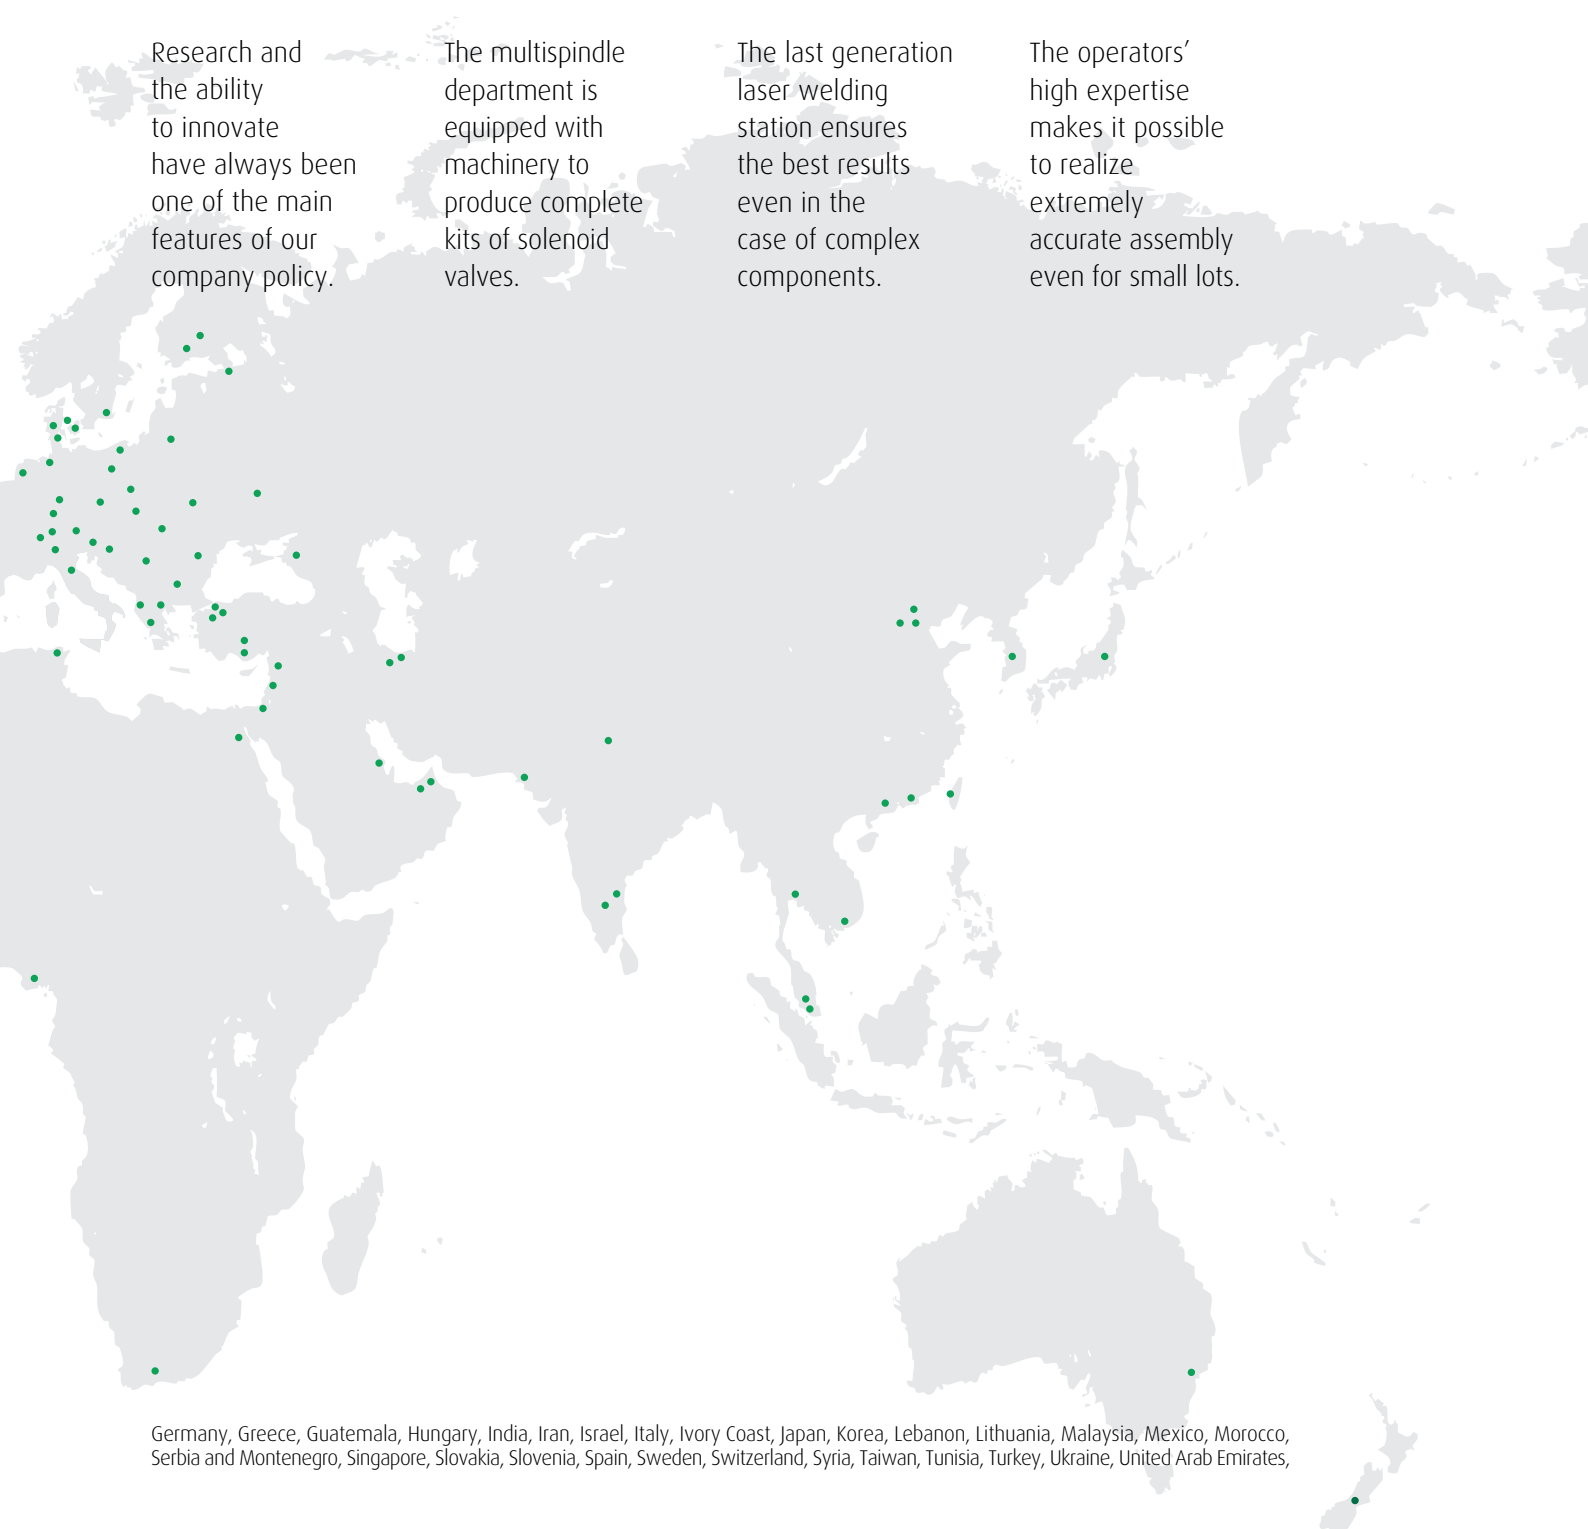 Research and
the ability
to innovate
have always been
one of the main
features of our
company policy.
The multispindle
department is
equipped with
machinery to
produce complete
kits of solenoid
valves.
The last generation
laser welding
station ensures
the best results
even in the
case of complex
components.
The operators’
high expertise
makes it possible
to realize
extremely
accurate assembly
even for small lots.
Germany, Greece, Guatemala, Hungary, India, Iran, Israel, Italy, Ivory Coast, Japan, Korea, Lebanon, Lithuania, Malaysia, Mexico, Morocco,
Serbia and Montenegro, Singapore, Slovakia, Slovenia, Spain, Sweden, Switzerland, Syria, Taiwan, Tunisia, Turkey, Ukraine, United Arab Emirates,